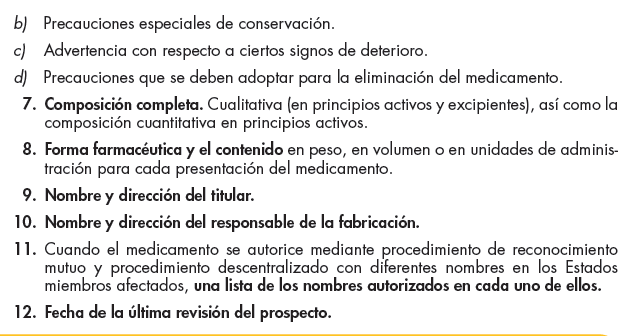 b) Precauciones especiales de conservación.
c) Advertencia con respecto a ciertos signos de deterioro.
d) Precauciones que se deben adoptar para la eliminación del medicamento.
7. Composición completa. Cualitativa (en principios activos y excipientes), así como la
composición cuantitativa en principios activos.
8. Forma farmacéutica y el contenido en peso, en volumen o en unidades de adminis-
tración para cada presentación del medicamento.
9. Nombre y dirección del titular.
10. Nombre y dirección del responsable de la fabricación.
11. Cuando el medicamento se autorice mediante procedimiento de reconocimiento
mutuo y procedimiento descentralizado con diferentes nombres en los Estados
miembros afectados, una lista de los nombres autorizados en cada uno de ellos.
12. Fecha de la última revisión del prospecto.